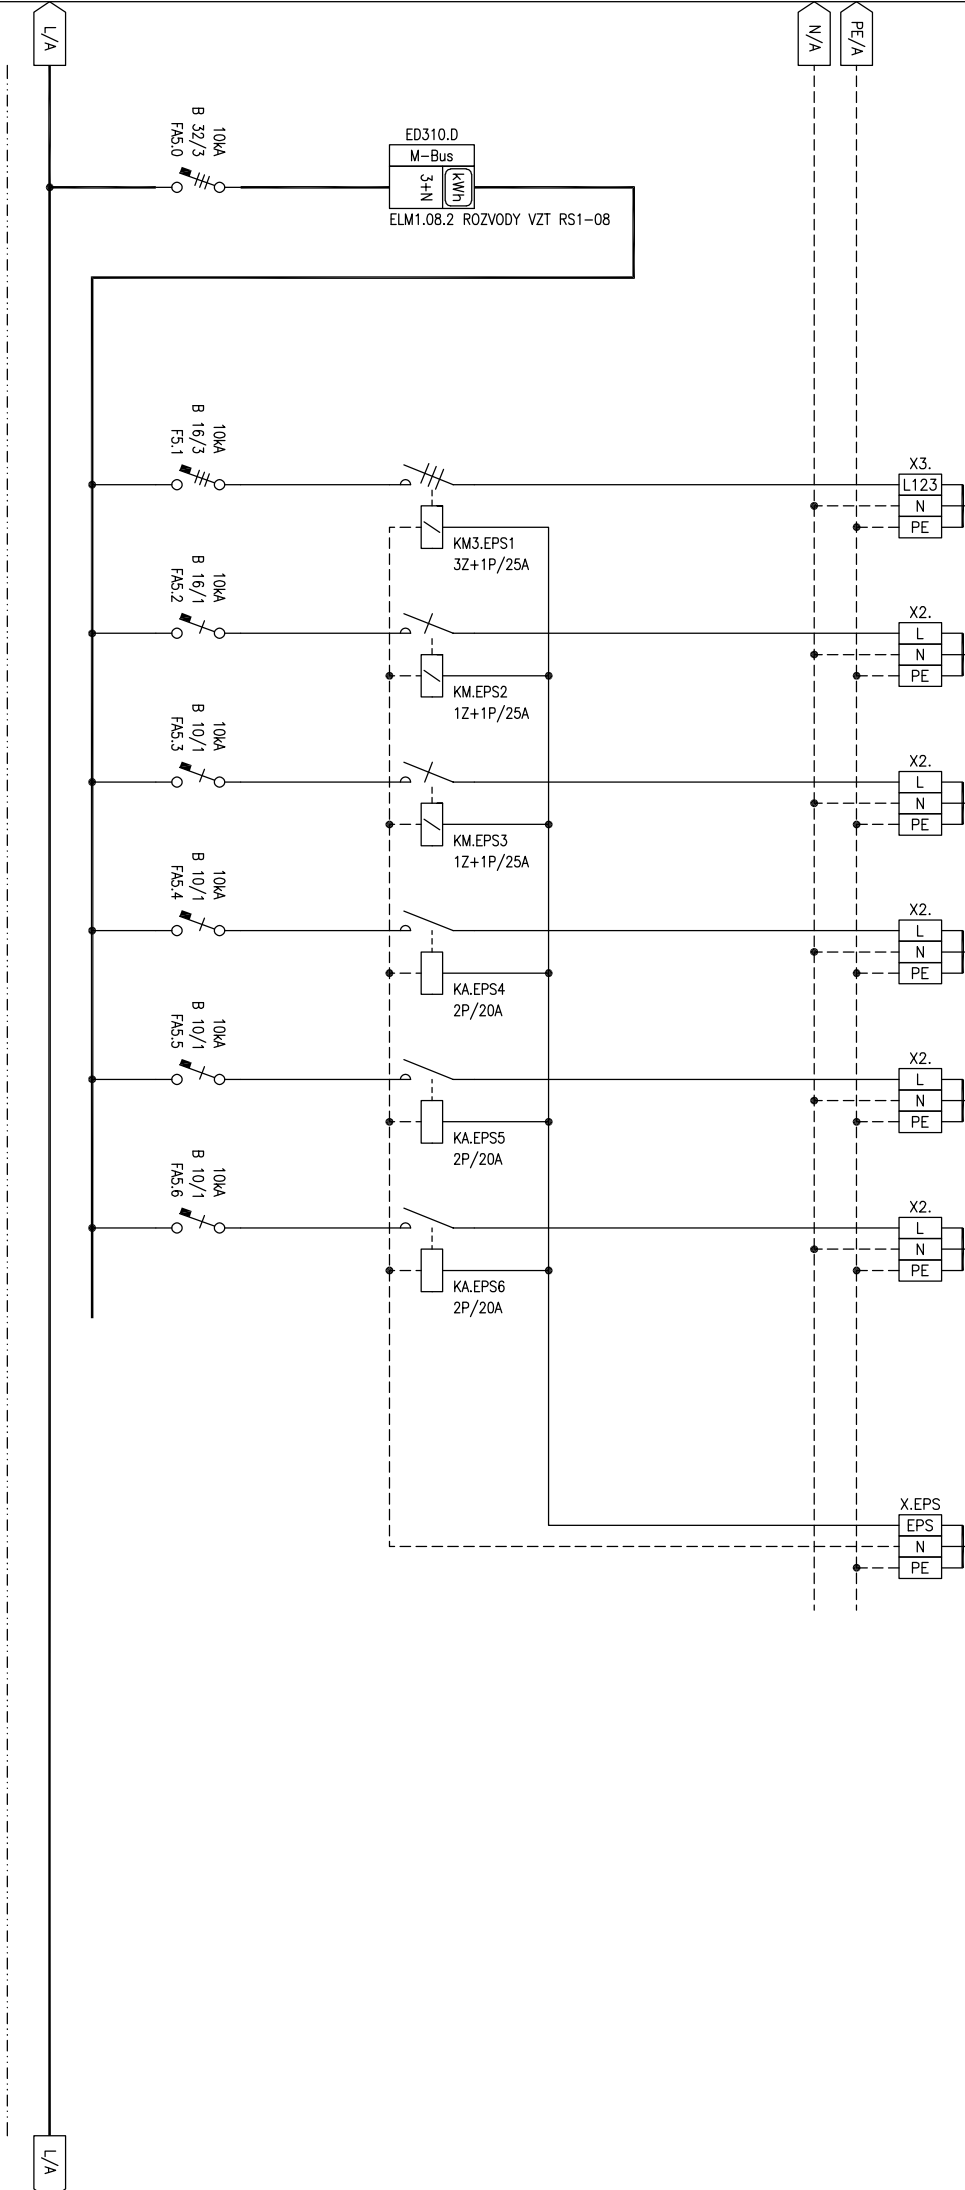 L/A
N/A
PE/A
10kA
B 32/3
FA5.0
ED310.D
M-Bus
3+N
kWh
ELM1.08.2 ROZVODY VZT RS1-08
10kA
B 16/3
F5.1
KM3.EPS1
3Z+1P/25A
X3.
L123
N
PE
10kA
B 16/1
FA5.2
KM.EPS2
1Z+1P/25A
X2.
L
N
PE
10kA
B 10/1
FA5.3
KM.EPS3
1Z+1P/25A
X2.
L
N
PE
10kA
B 10/1
FA5.4
KA.EPS4
2P/20A
X2.
L
N
PE
10kA
B 10/1
FA5.5
KA.EPS5
2P/20A
X2.
L
N
PE
10kA
B 10/1
FA5.6
KA.EPS6
2P/20A
X2.
L
N
PE
X.EPS
EPS
N
PE
L/A